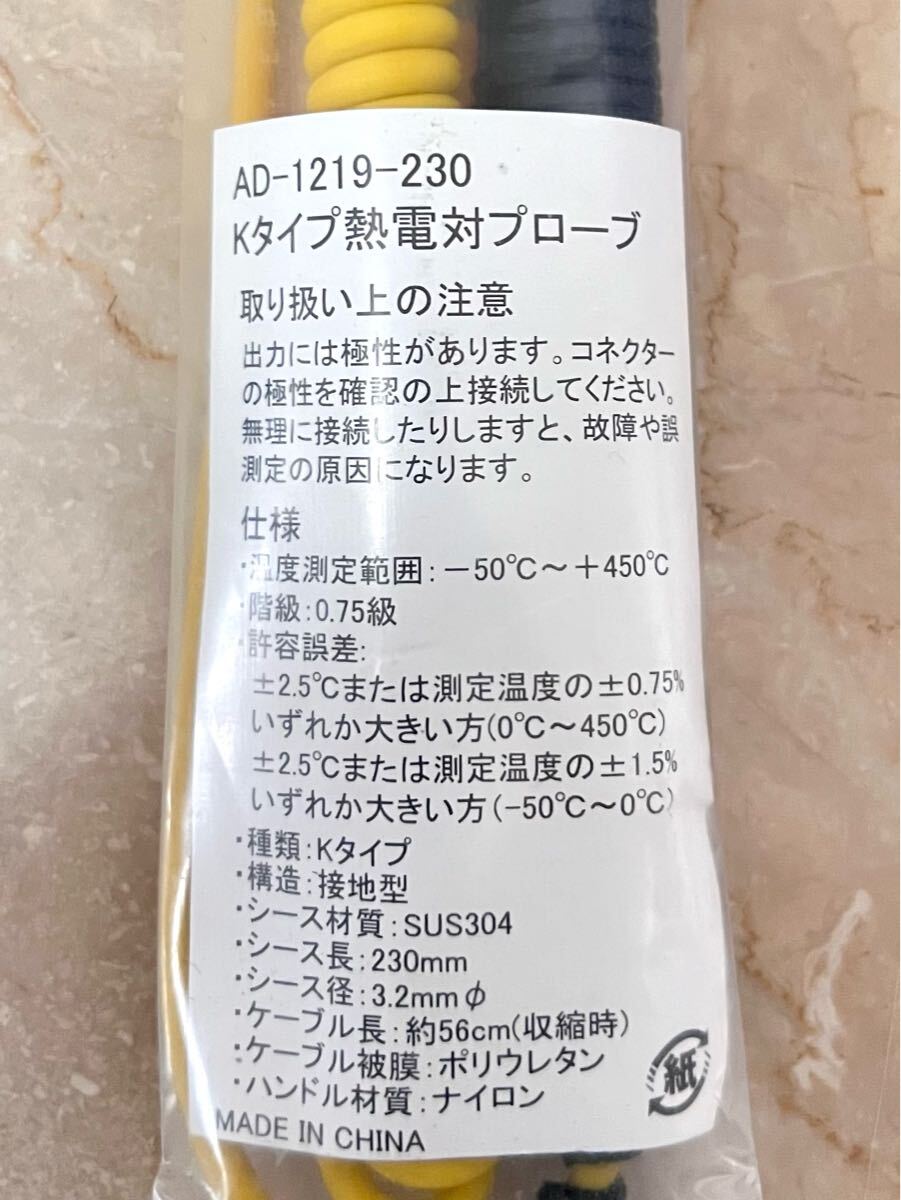 AD-1219-230
Kタイプ熱電対プローブ
取り扱い上の注意
出力には極性があります。コネクター
の極性を確認の上接続してください。
無理に接続したりしますと、故障や誤
測定の原因になります。
仕様
・温度測定範囲：－50℃～＋450℃
・階級：0.75級
・許容誤差：
±2.5℃または測定温度の±0.75%
いずれか大きい方(0℃～450℃)
±2.5℃または測定温度の±1.5%
いずれか大きい方(-50℃～0℃)
・種類：Kタイプ
・構造：接地型
・シース材質：SUS304
・シース長：230mm
・シース径：3.2mmφ
・ケーブル長：約56cm(収縮時)
・ケーブル被膜：ポリウレタン
・ハンドル材質：ナイロン
紙
MADE IN CHINA